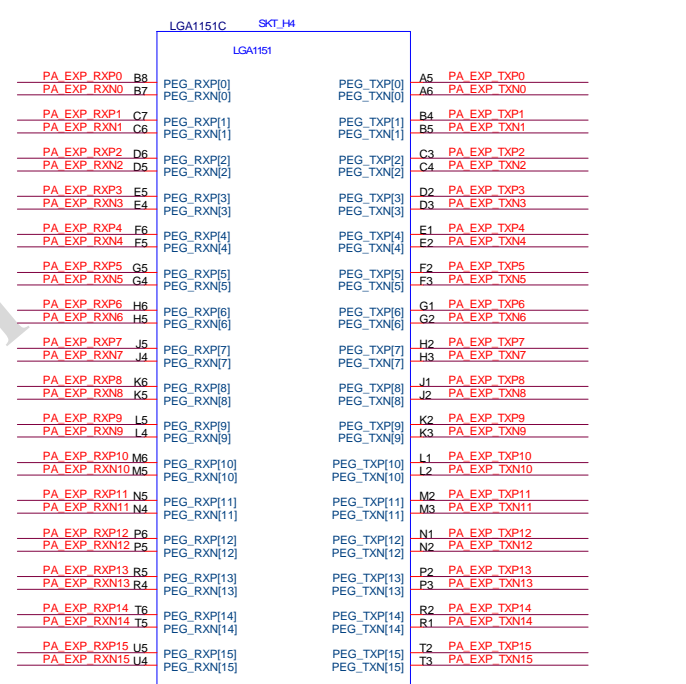 LGA1151C SKT_H4
LGA1151
PA_EXP_RXP0 B8 PEG_RXP[0] PEG_TXP[0] A5 PA_EXP_TXP0
PA_EXP_RXN0 B7 PEG_RXN[0] PEG_TXN[0] A6 PA_EXP_TXN0
PA_EXP_RXP1 C7 PEG_RXP[1] PEG_TXP[1] B4 PA_EXP_TXP1
PA_EXP_RXN1 C6 PEG_RXN[1] PEG_TXN[1] B5 PA_EXP_TXN1
PA_EXP_RXP2 D6 PEG_RXP[2] PEG_TXP[2] C3 PA_EXP_TXP2
PA_EXP_RXN2 D5 PEG_RXN[2] PEG_TXN[2] C4 PA_EXP_TXN2
PA_EXP_RXP3 E5 PEG_RXP[3] PEG_TXP[3] D2 PA_EXP_TXP3
PA_EXP_RXN3 E4 PEG_RXN[3] PEG_TXN[3] D3 PA_EXP_TXN3
PA_EXP_RXP4 F6 PEG_RXP[4] PEG_TXP[4] E1 PA_EXP_TXP4
PA_EXP_RXN4 F5 PEG_RXN[4] PEG_TXN[4] E2 PA_EXP_TXN4
PA_EXP_RXP5 G5 PEG_RXP[5] PEG_TXP[5] F2 PA_EXP_TXP5
PA_EXP_RXN5 G4 PEG_RXN[5] PEG_TXN[5] F3 PA_EXP_TXN5
PA_EXP_RXP6 H6 PEG_RXP[6] PEG_TXP[6] G1 PA_EXP_TXP6
PA_EXP_RXN6 H5 PEG_RXN[6] PEG_TXN[6] G2 PA_EXP_TXN6
PA_EXP_RXP7 J5 PEG_RXP[7] PEG_TXP[7] H2 PA_EXP_TXP7
PA_EXP_RXN7 J4 PEG_RXN[7] PEG_TXN[7] H3 PA_EXP_TXN7
PA_EXP_RXP8 K6 PEG_RXP[8] PEG_TXP[8] J1 PA_EXP_TXP8
PA_EXP_RXN8 K5 PEG_RXN[8] PEG_TXN[8] J2 PA_EXP_TXN8
PA_EXP_RXP9 L5 PEG_RXP[9] PEG_TXP[9] K2 PA_EXP_TXP9
PA_EXP_RXN9 L4 PEG_RXN[9] PEG_TXN[9] K3 PA_EXP_TXN9
PA_EXP_RXP10 M6 PEG_RXP[10] PEG_TXP[10] L1 PA_EXP_TXP10
PA_EXP_RXN10 M5 PEG_RXN[10] PEG_TXN[10] L2 PA_EXP_TXN10
PA_EXP_RXP11 N5 PEG_RXP[11] PEG_TXP[11] M2 PA_EXP_TXP11
PA_EXP_RXN11 N4 PEG_RXN[11] PEG_TXN[11] M3 PA_EXP_TXN11
PA_EXP_RXP12 P6 PEG_RXP[12] PEG_TXP[12] N1 PA_EXP_TXP12
PA_EXP_RXN12 P5 PEG_RXN[12] PEG_TXN[12] N2 PA_EXP_TXN12
PA_EXP_RXP13 R5 PEG_RXP[13] PEG_TXP[13] P2 PA_EXP_TXP13
PA_EXP_RXN13 R4 PEG_RXN[13] PEG_TXN[13] P3 PA_EXP_TXN13
PA_EXP_RXP14 T6 PEG_RXP[14] PEG_TXP[14] R2 PA_EXP_TXP14
PA_EXP_RXN14 T5 PEG_RXN[14] PEG_TXN[14] R1 PA_EXP_TXN14
PA_EXP_RXP15 U5 PEG_RXP[15] PEG_TXP[15] T2 PA_EXP_TXP15
PA_EXP_RXN15 U4 PEG_RXN[15] PEG_TXN[15] T3 PA_EXP_TXN15